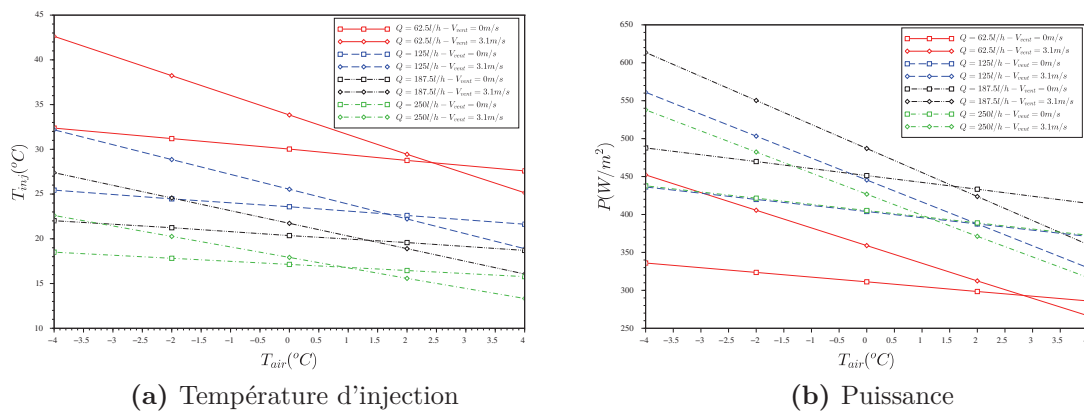 45
40
35
30
25
20
15
10
T_inj(°C)
Q = 62.5l/h − V_vent = 0m/s
Q = 62.5l/h − V_vent = 3.1m/s
Q = 125l/h − V_vent = 0m/s
Q = 125l/h − V_vent = 3.1m/s
Q = 187.5l/h − V_vent = 0m/s
Q = 187.5l/h − V_vent = 3.1m/s
Q = 250l/h − V_vent = 0m/s
Q = 250l/h − V_vent = 3.1m/s
−4 −3.5 −3 −2.5 −2 −1.5 −1 −0.5 0 0.5 1 1.5 2 2.5 3 3.5 4
T_air(°C)
(a) Température d'injection
650
600
550
500
450
400
350
300
250
P(W/m²)
Q = 62.5l/h − V_vent = 0m/s
Q = 62.5l/h − V_vent = 3.1m/s
Q = 125l/h − V_vent = 0m/s
Q = 125l/h − V_vent = 3.1m/s
Q = 187.5l/h − V_vent = 0m/s
Q = 187.5l/h − V_vent = 3.1m/s
Q = 250l/h − V_vent = 0m/s
Q = 250l/h − V_vent = 3.1m/s
−4 −3.5 −3 −2.5 −2 −1.5 −1 −0.5 0 0.5 1 1.5 2 2.5 3 3.5 4
T_air(°C)
(b) Puissance